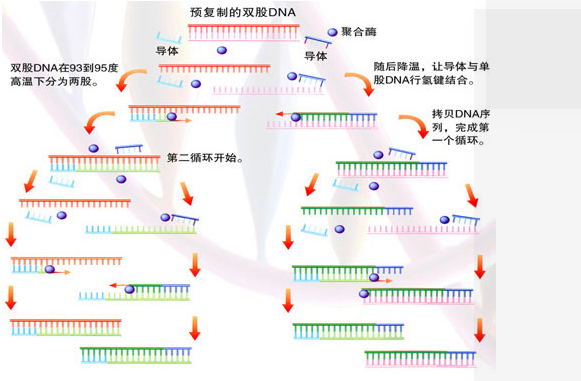 预复制的双股DNA
聚合酶
导体
导体
双股DNA在93到95度
高温下分为两股。
随后降温，让导体与单
股DNA行氢键结合。
拷贝DNA序
列，完成第
一个循环。
第二循环开始。